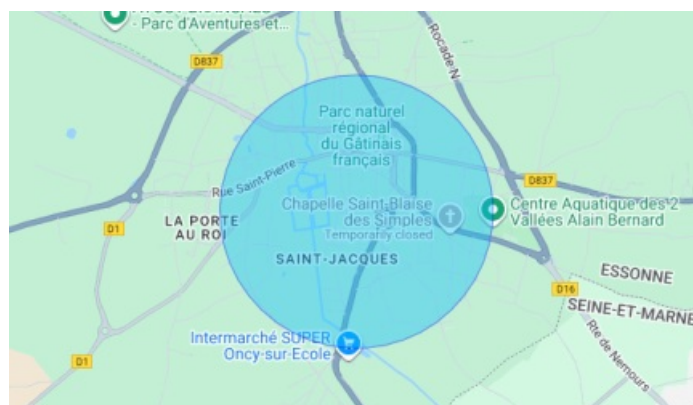 - Parc d'Aventures et...
D837
Rocade N
Parc naturel
régional
du Gâtinais
français
Rue Saint-Pierre
D837
Chapelle Saint-Blaise
des Simples
Temporarily closed
Centre Aquatique des 2
Vallées Alain Bernard
LA PORTE
AU ROI
D1
SAINT-JACQUES
ESSONNE
D16
SEINE-ET-MARNE
Intermarché SUPER
Oncy-sur-Ecole
Rte de Nemours
D1